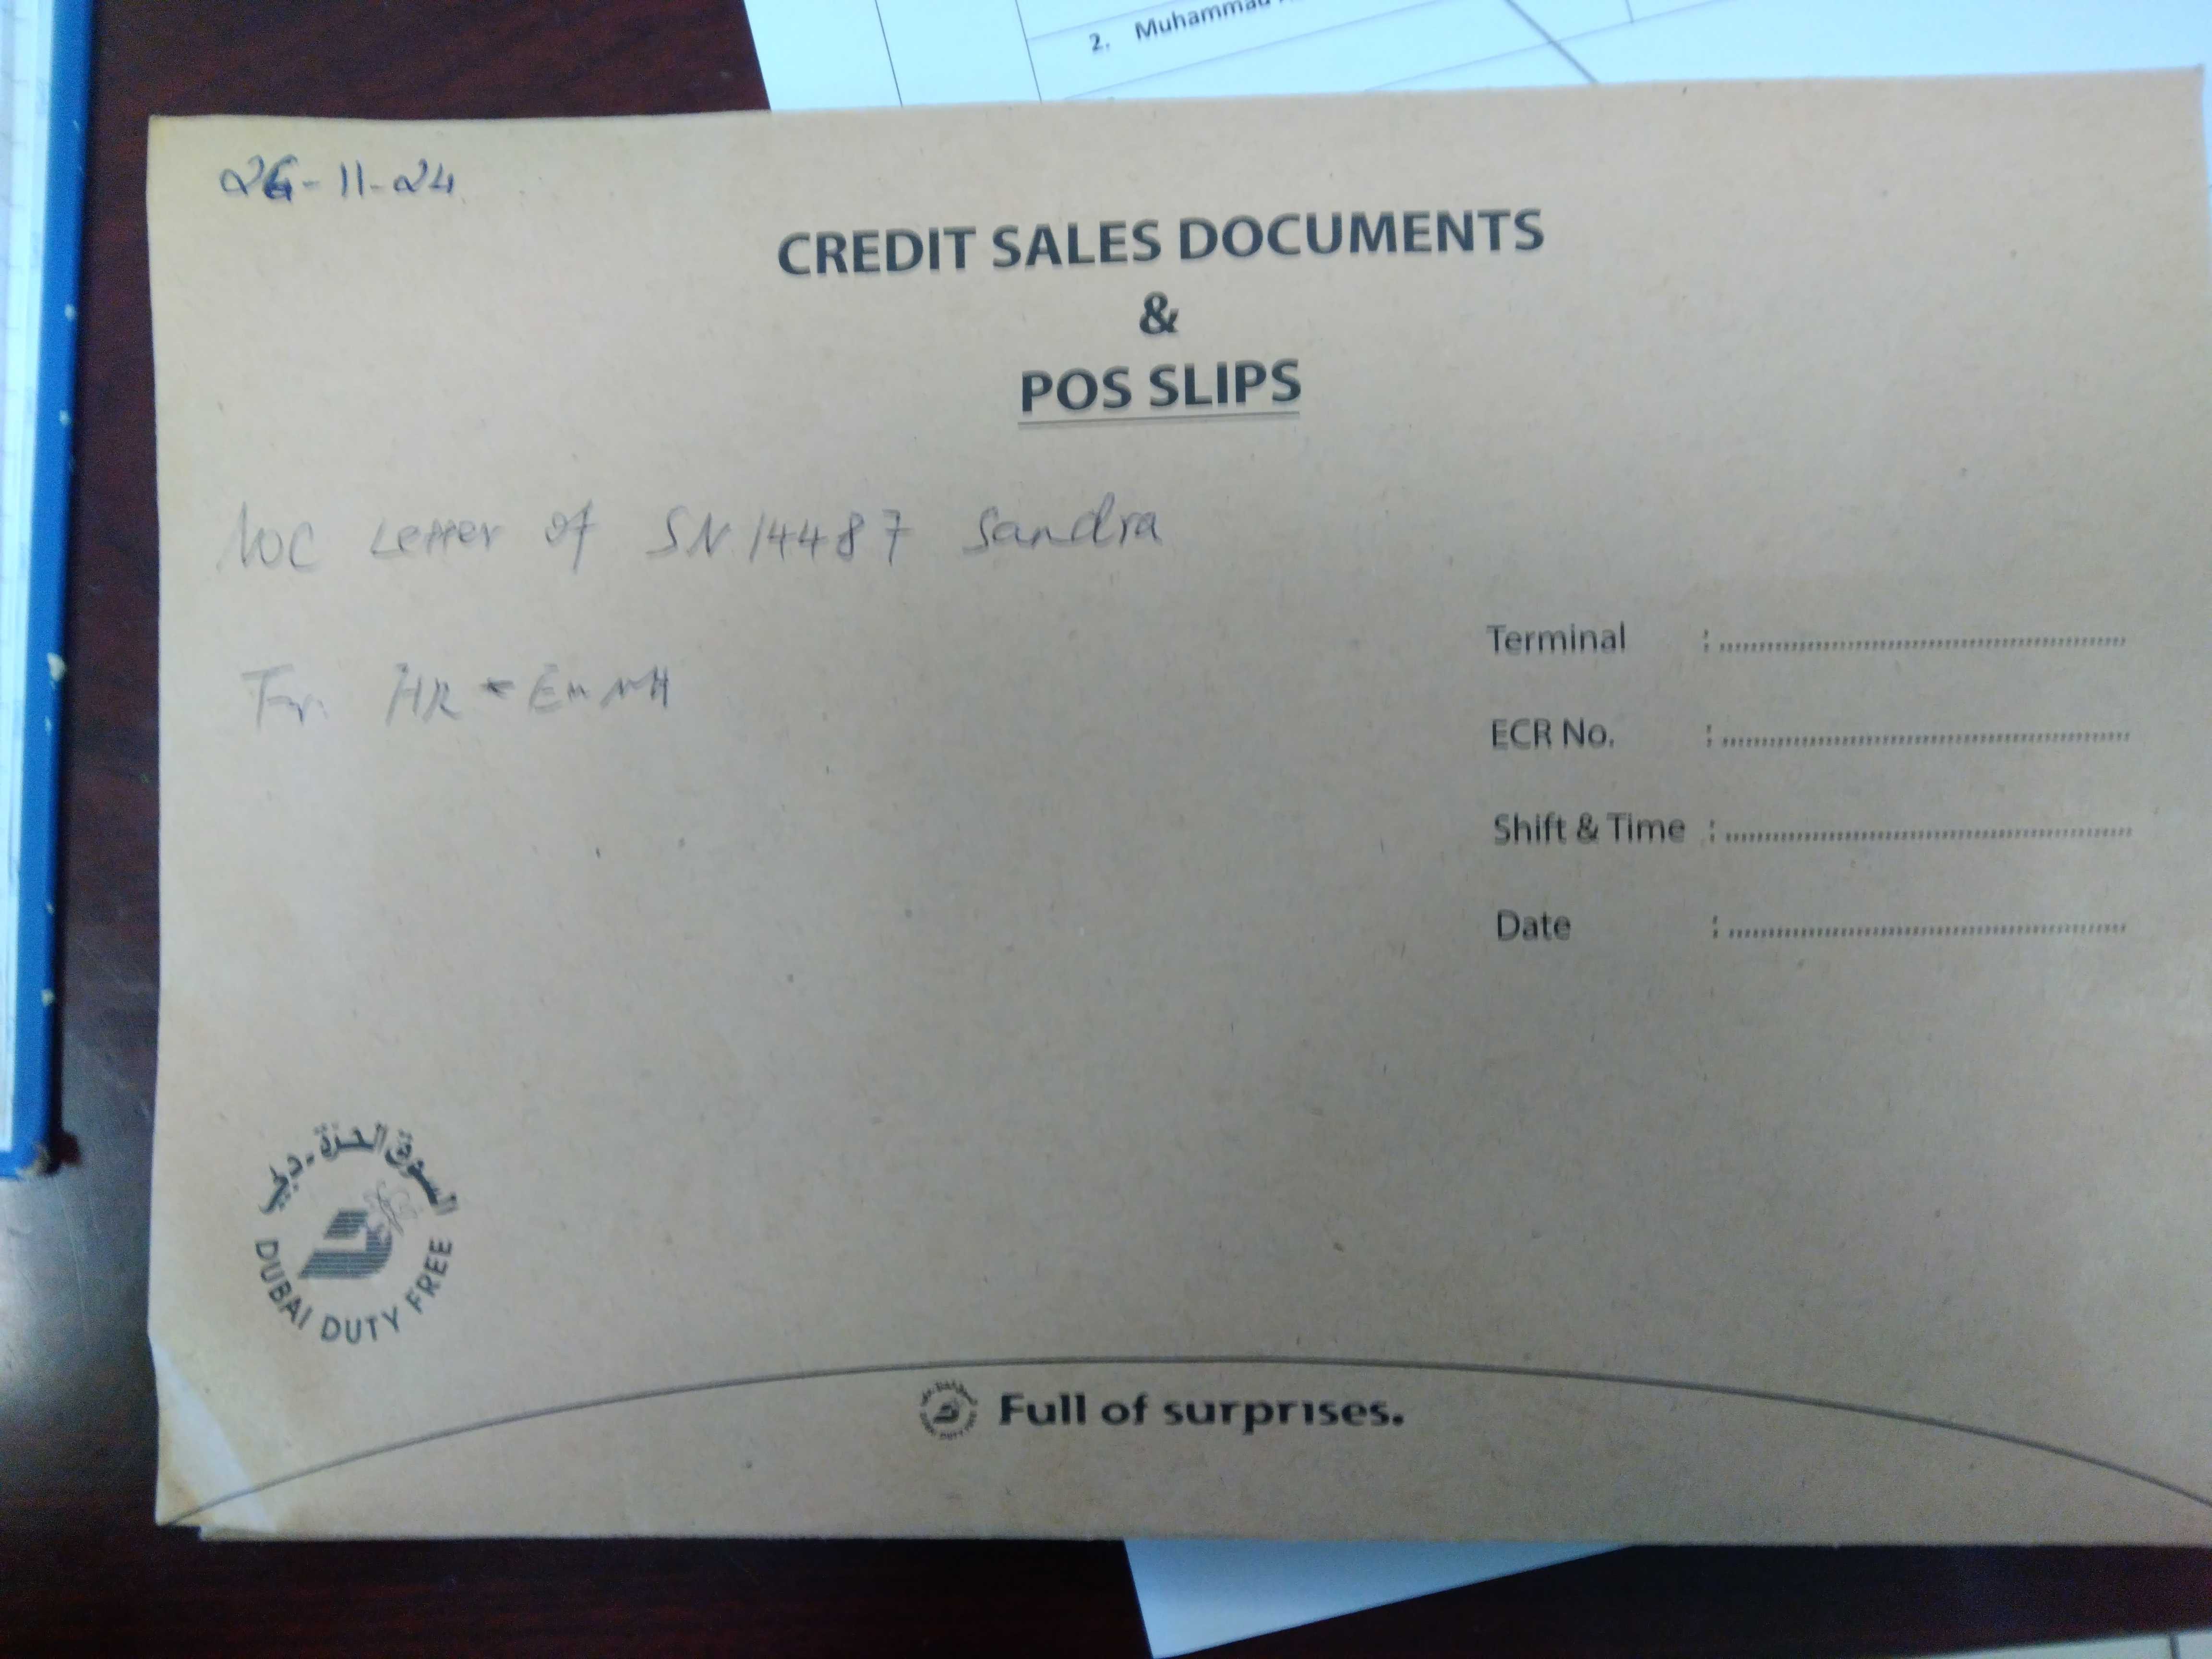 2. Muhammad
26-11-24
CREDIT SALES DOCUMENTS
&
POS SLIPS
NOC Letter of SN 14487 Sandra
HR
Terminal : ........................................
ECR No. : ........................................
Shift & Time : ........................................
Date : ........................................
السوق الحرة - دبي
DUBAI DUTY FREE
Full of surprises.